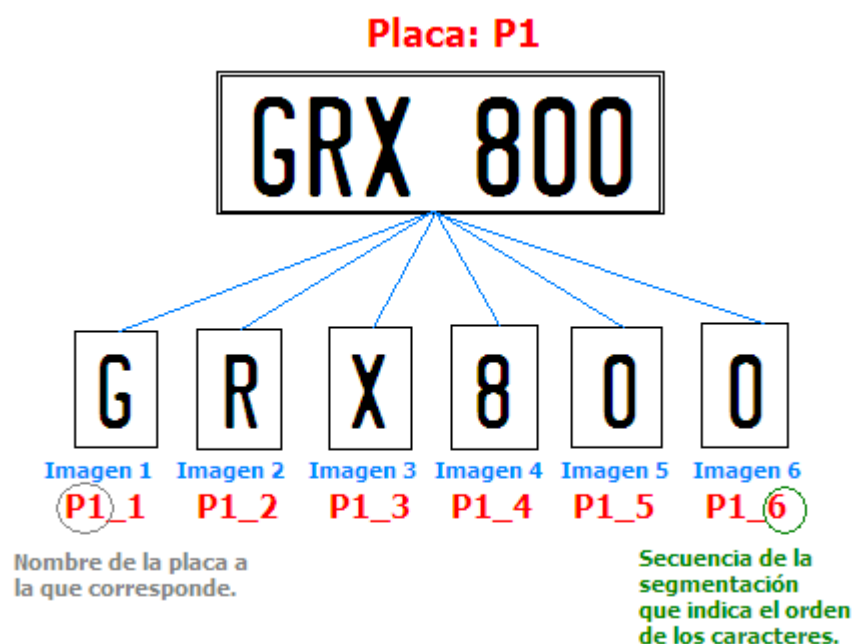 Placa: P1
GRX 800
G R X 8 0 0
Imagen 1 Imagen 2 Imagen 3 Imagen 4 Imagen 5 Imagen 6
P1_1 P1_2 P1_3 P1_4 P1_5 P1_6
Nombre de la placa a
la que corresponde.
Secuencia de la
segmentación
que indica el orden
de los caracteres.